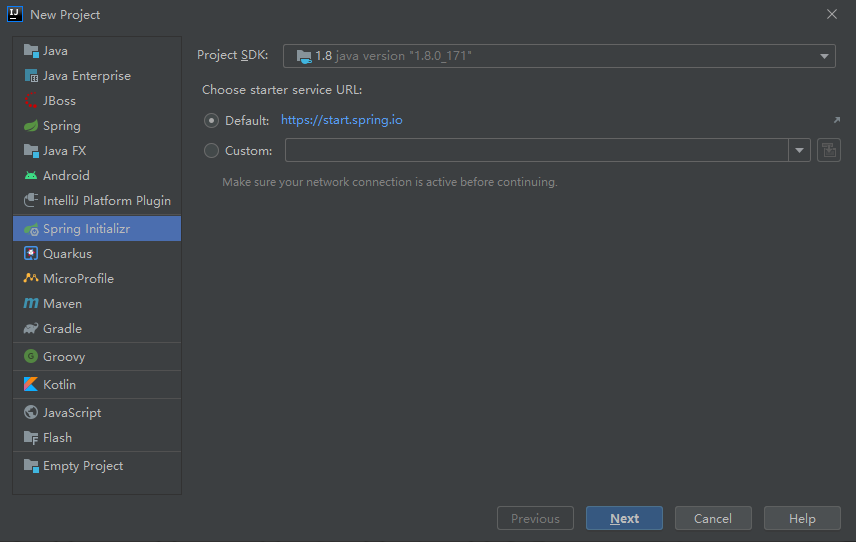 New Project
Java
Java Enterprise
JBoss
Spring
Java FX
Android
IntelliJ Platform Plugin
Spring Initializr
Quarkus
MicroProfile
Maven
Gradle
Groovy
Kotlin
JavaScript
Flash
Empty Project
Project SDK: 1.8 java version "1.8.0_171"
Choose starter service URL:
Default: https://start.spring.io
Custom:
Make sure your network connection is active before continuing.
Previous Next Cancel Help